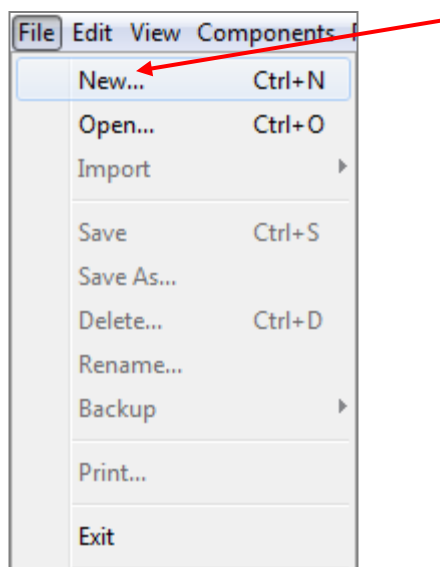 File Edit View Components
New... Ctrl+N
Open... Ctrl+O
Import
Save Ctrl+S
Save As...
Delete... Ctrl+D
Rename...
Backup
Print...
Exit